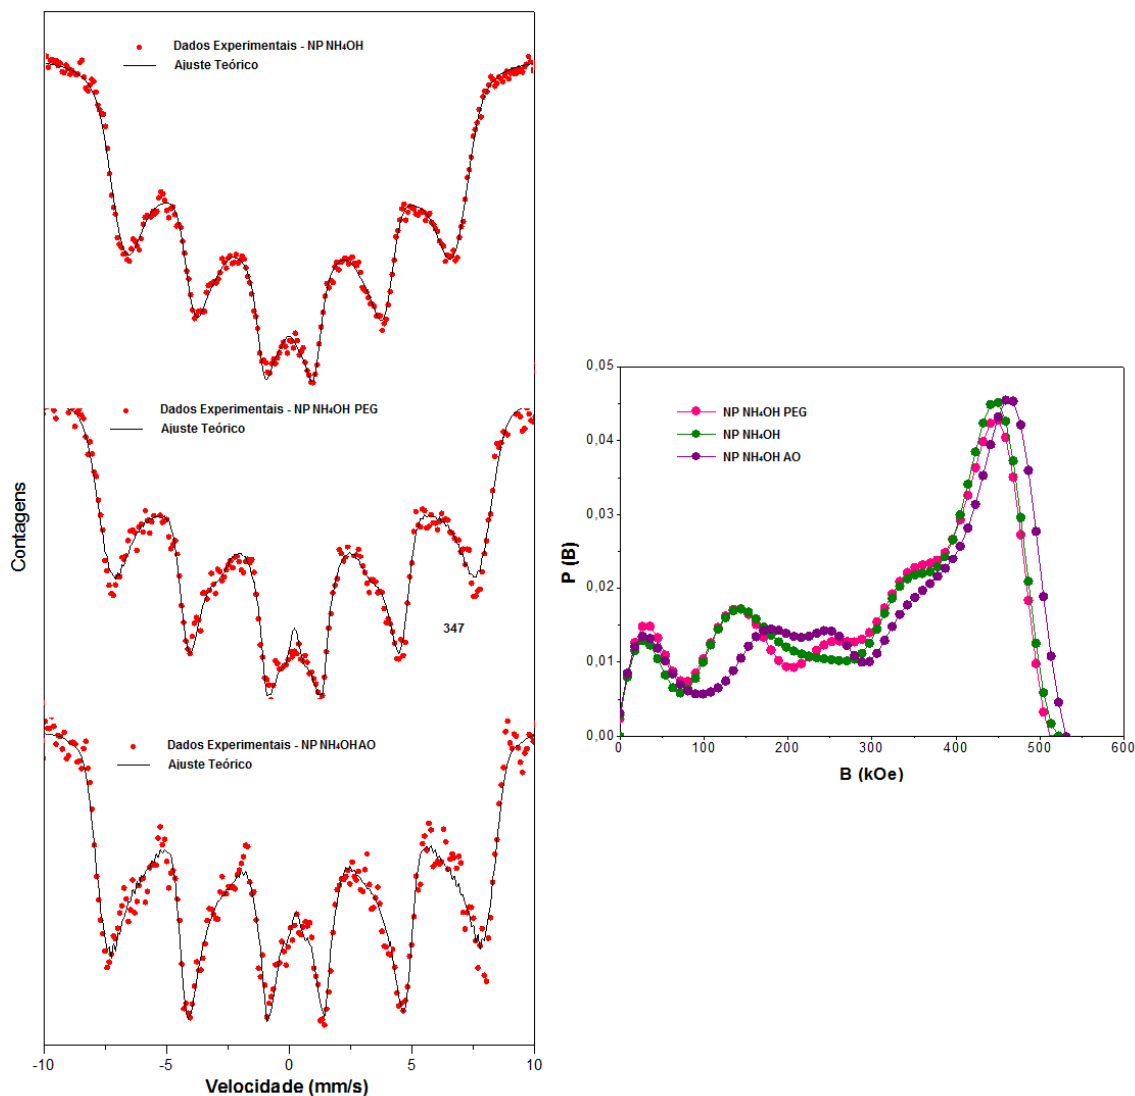 Dados Experimentais - NP NH₄OH
Ajuste Teórico
Dados Experimentais - NP NH₄OH PEG
Ajuste Teórico
347
Dados Experimentais - NP NH₄OH AO
Ajuste Teórico
Contagens
-10
-5
0
5
10
Velocidade (mm/s)
0,05
0,04
0,03
0,02
0,01
0,00
P (B)
NP NH₄OH PEG
NP NH₄OH
NP NH₄OH AO
0
100
200
300
400
500
600
B (kOe)